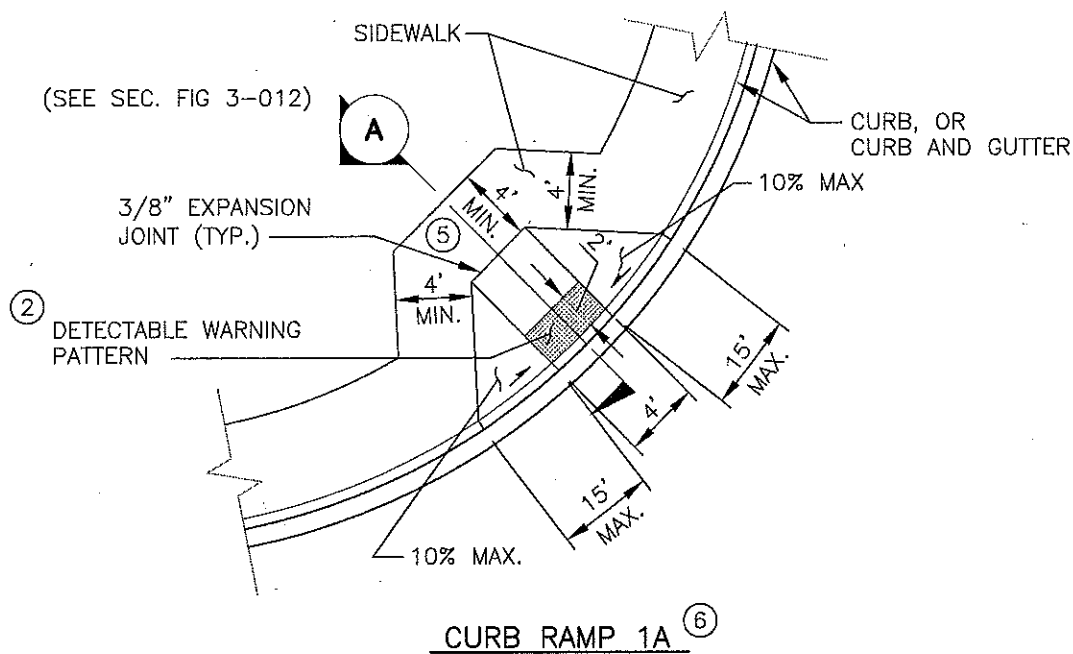 SIDEWALK
(SEE SEC. FIG 3-012)
A
CURB, OR
CURB AND GUTTER
10% MAX
4'
MIN.
4'
MIN.
3/8" EXPANSION
JOINT (TYP.)
5
2'
4'
MIN.
2
DETECTABLE WARNING
PATTERN
15'
MAX.
4'
15'
MAX.
10% MAX.
CURB RAMP 1A
6